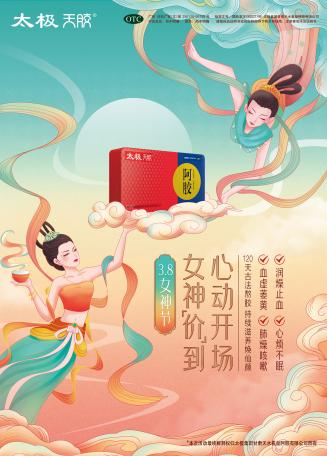 太极 天胶®
OTC
太极 天胶
阿胶
3.8女神节
心动开场
女神「价」到
120天古法熬胶 持续滋养焕仙颜
润燥止血
血虚萎黄
心烦不眠
肺燥咳嗽